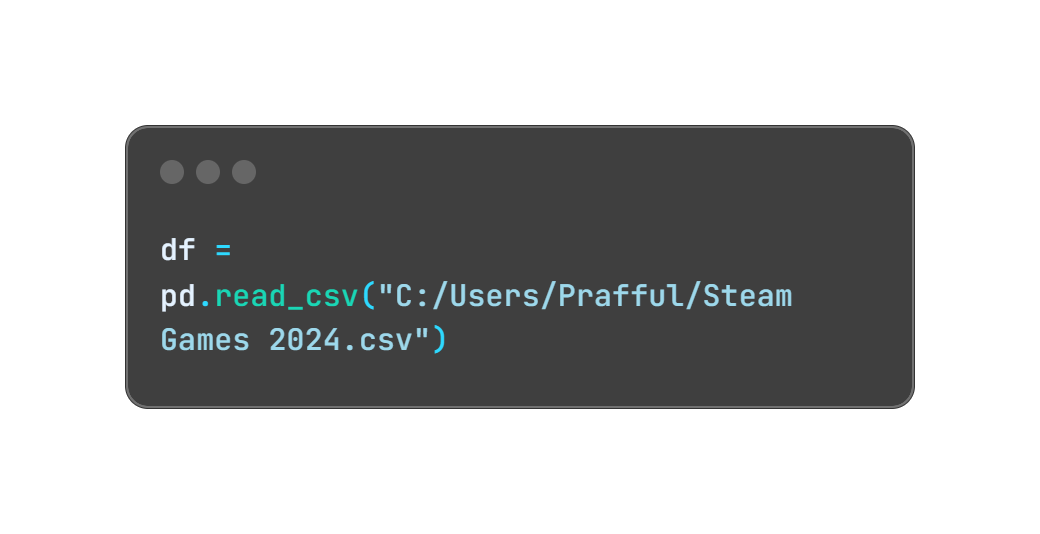 df =
pd.read_csv("C:/Users/Prafful/Steam
Games 2024.csv")